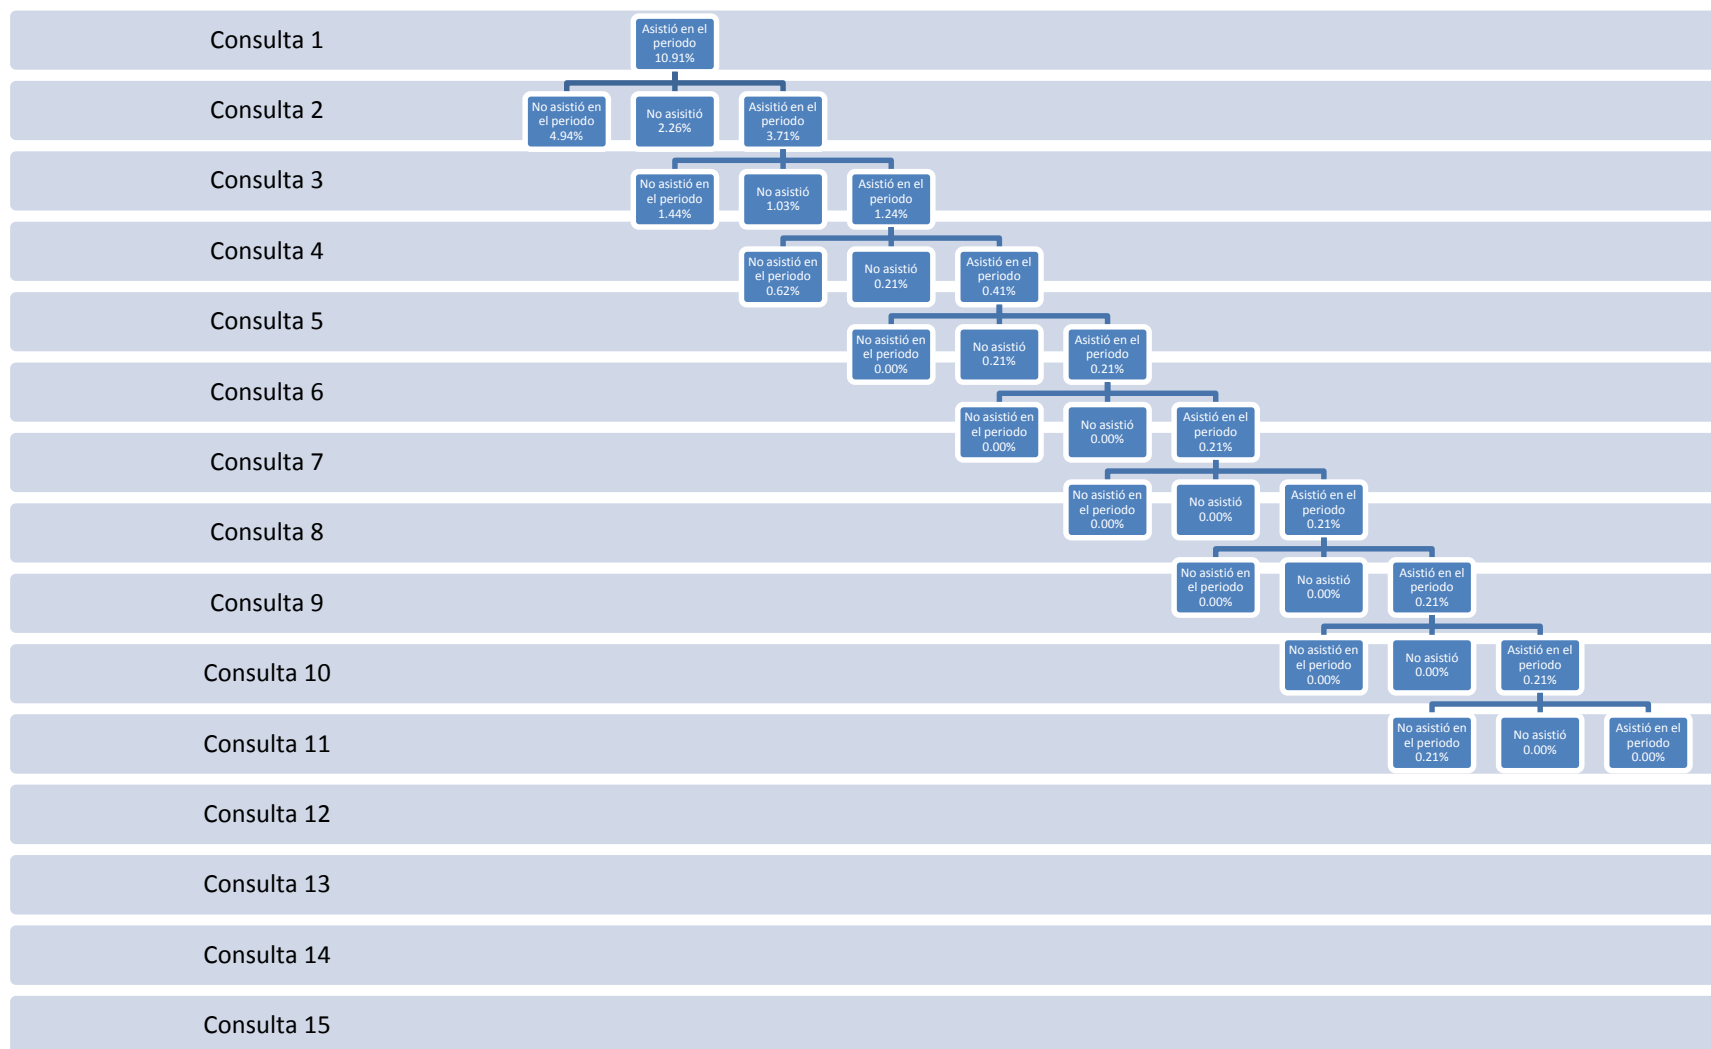 Consulta 1
Asistió en el
periodo
10.91%
Consulta 2
No asistió en
el periodo
4.94%
No asisitió
2.26%
Asisitió en el
periodo
3.71%
Consulta 3
No asistió en
el periodo
1.44%
No asistió
1.03%
Asistió en el
periodo
1.24%
Consulta 4
No asistió en
el periodo
0.62%
No asistió
0.21%
Asistió en el
periodo
0.41%
Consulta 5
No asistió en
el periodo
0.00%
No asistió
0.21%
Asistió en el
periodo
0.21%
Consulta 6
No asistió en
el periodo
0.00%
No asistió
0.00%
Asistió en el
periodo
0.21%
Consulta 7
No asistió en
el periodo
0.00%
No asistió
0.00%
Asistió en el
periodo
0.21%
Consulta 8
No asistió en
el periodo
0.00%
No asistió
0.00%
Asistió en el
periodo
0.21%
Consulta 9
No asistió en
el periodo
0.00%
No asistió
0.00%
Asistió en el
periodo
0.21%
Consulta 10
No asistió en
el periodo
0.21%
No asistió
0.00%
Asistió en el
periodo
0.00%
Consulta 11
Consulta 12
Consulta 13
Consulta 14
Consulta 15